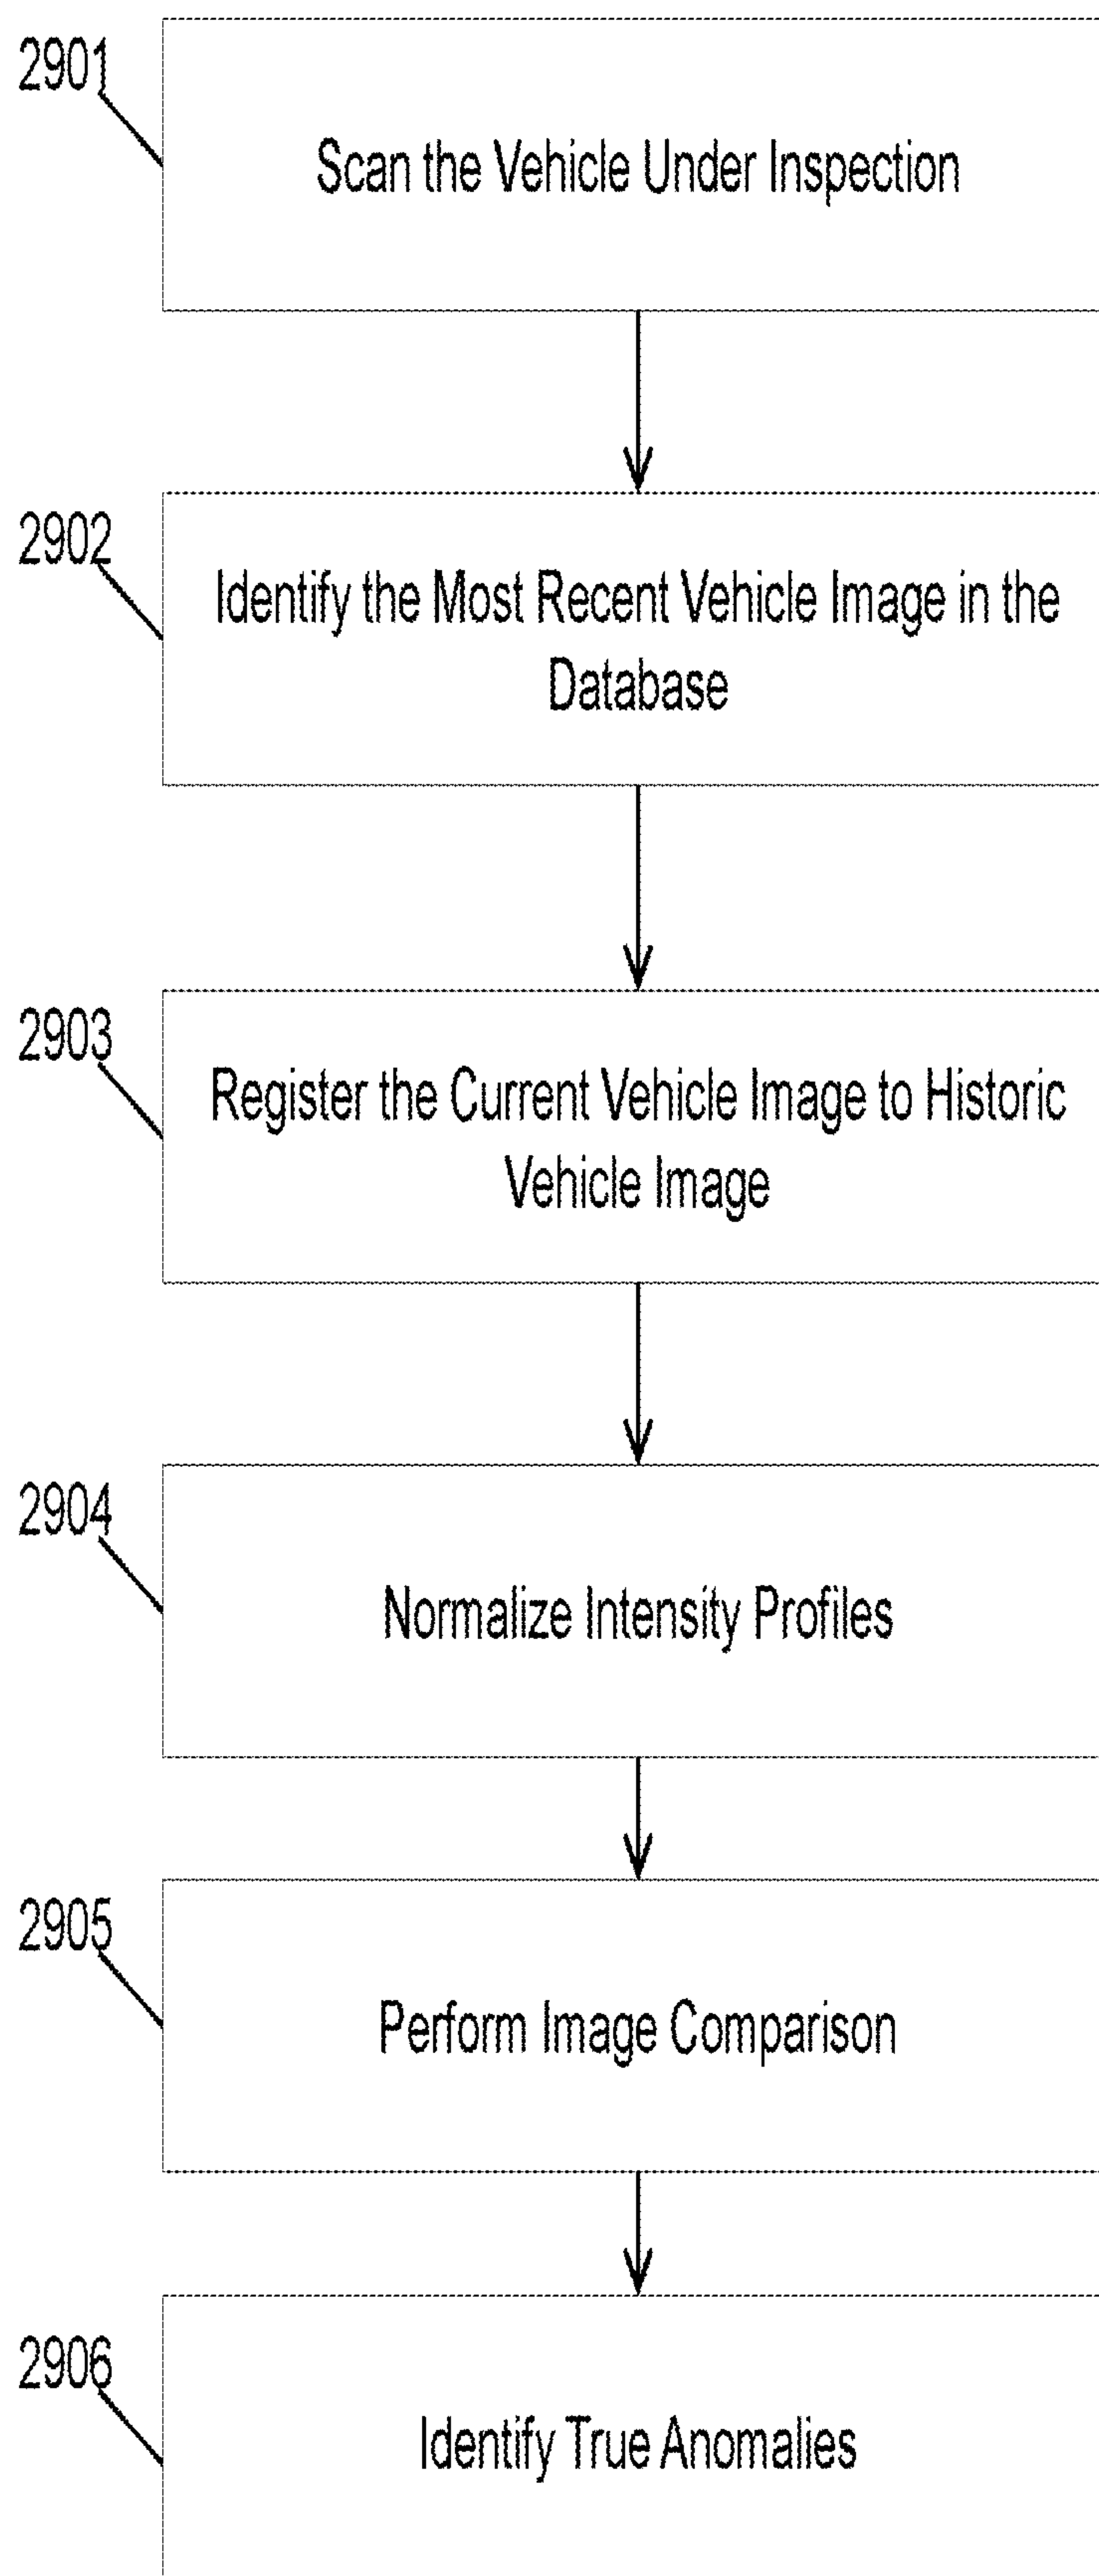 2901
Scan the Vehicle Under Inspection
2902
Identify the Most Recent Vehicle Image in the
Database
2903
Register the Current Vehicle Image to Historic
Vehicle Image
2904
Normalize Intensity Profiles
2905
Perform Image Comparison
2906
Identify True Anomalies